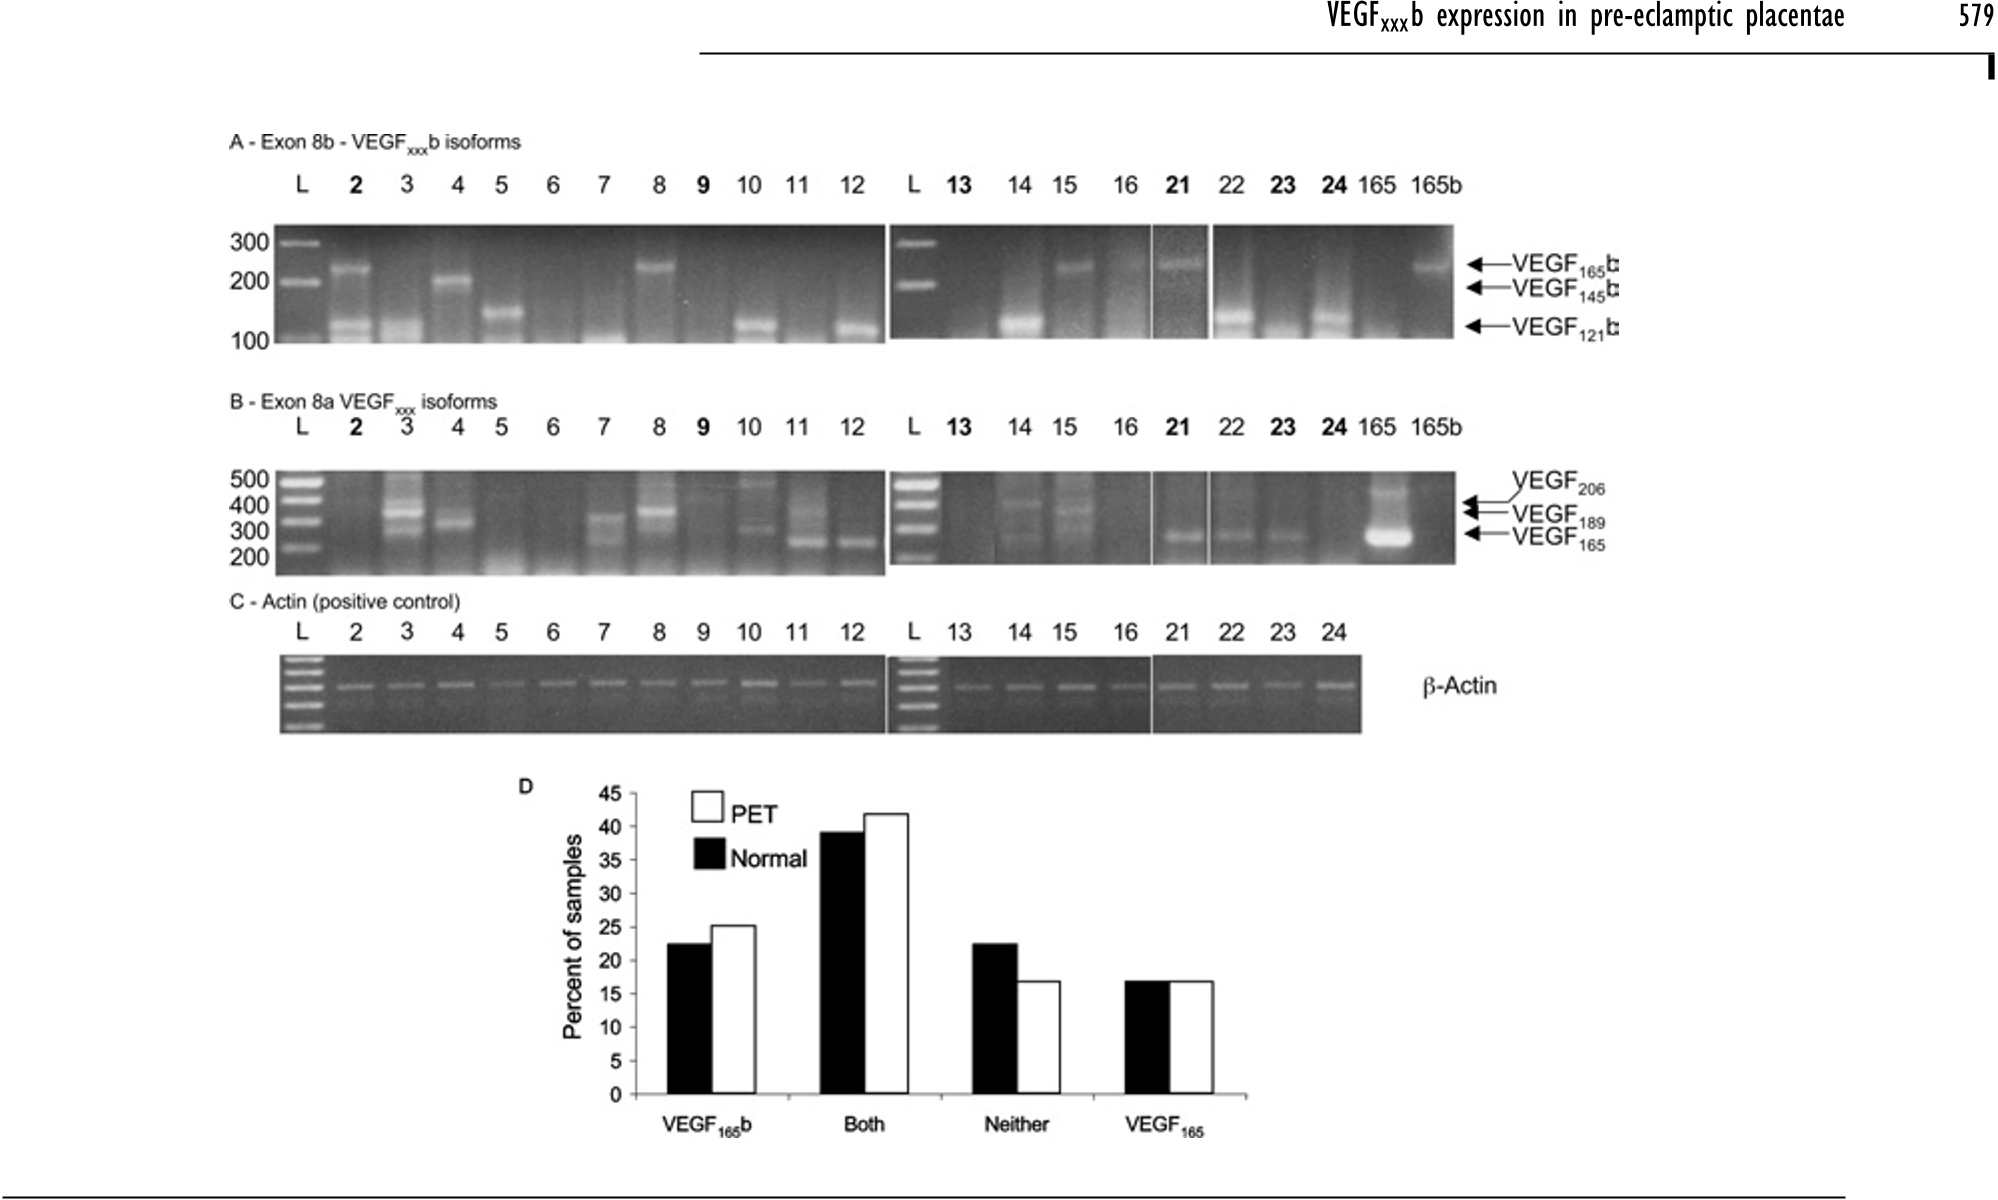 VEGFxxxb expression in pre-eclamptic placentae 579
A - Exon 8b - VEGFxxxb isoforms
L 2 3 4 5 6 7 8 9 10 11 12 L 13 14 15 16 21 22 23 24 165 165b
300
200
100
VEGF165b
VEGF145b
VEGF121b
B - Exon 8a VEGFxxx isoforms
L 2 3 4 5 6 7 8 9 10 11 12 L 13 14 15 16 21 22 23 24 165 165b
500
400
300
200
VEGF206
VEGF189
VEGF165
C - Actin (positive control)
L 2 3 4 5 6 7 8 9 10 11 12 L 13 14 15 16 21 22 23 24
β-Actin
D
PET
Normal
Percent of samples
45
40
35
30
25
20
15
10
5
0
VEGF165b Both Neither VEGF165